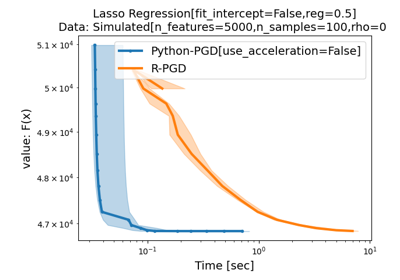 Lasso Regression[fit_intercept=False,reg=0.5]
Data: Simulated[n_features=5000,n_samples=100,rho=0
Python-PGD[use_acceleration=False]
R-PGD
value: F(x)
5.1 × 10⁴
5 × 10⁴
4.9 × 10⁴
4.8 × 10⁴
4.7 × 10⁴
10⁻¹
10⁰
10¹
Time [sec]